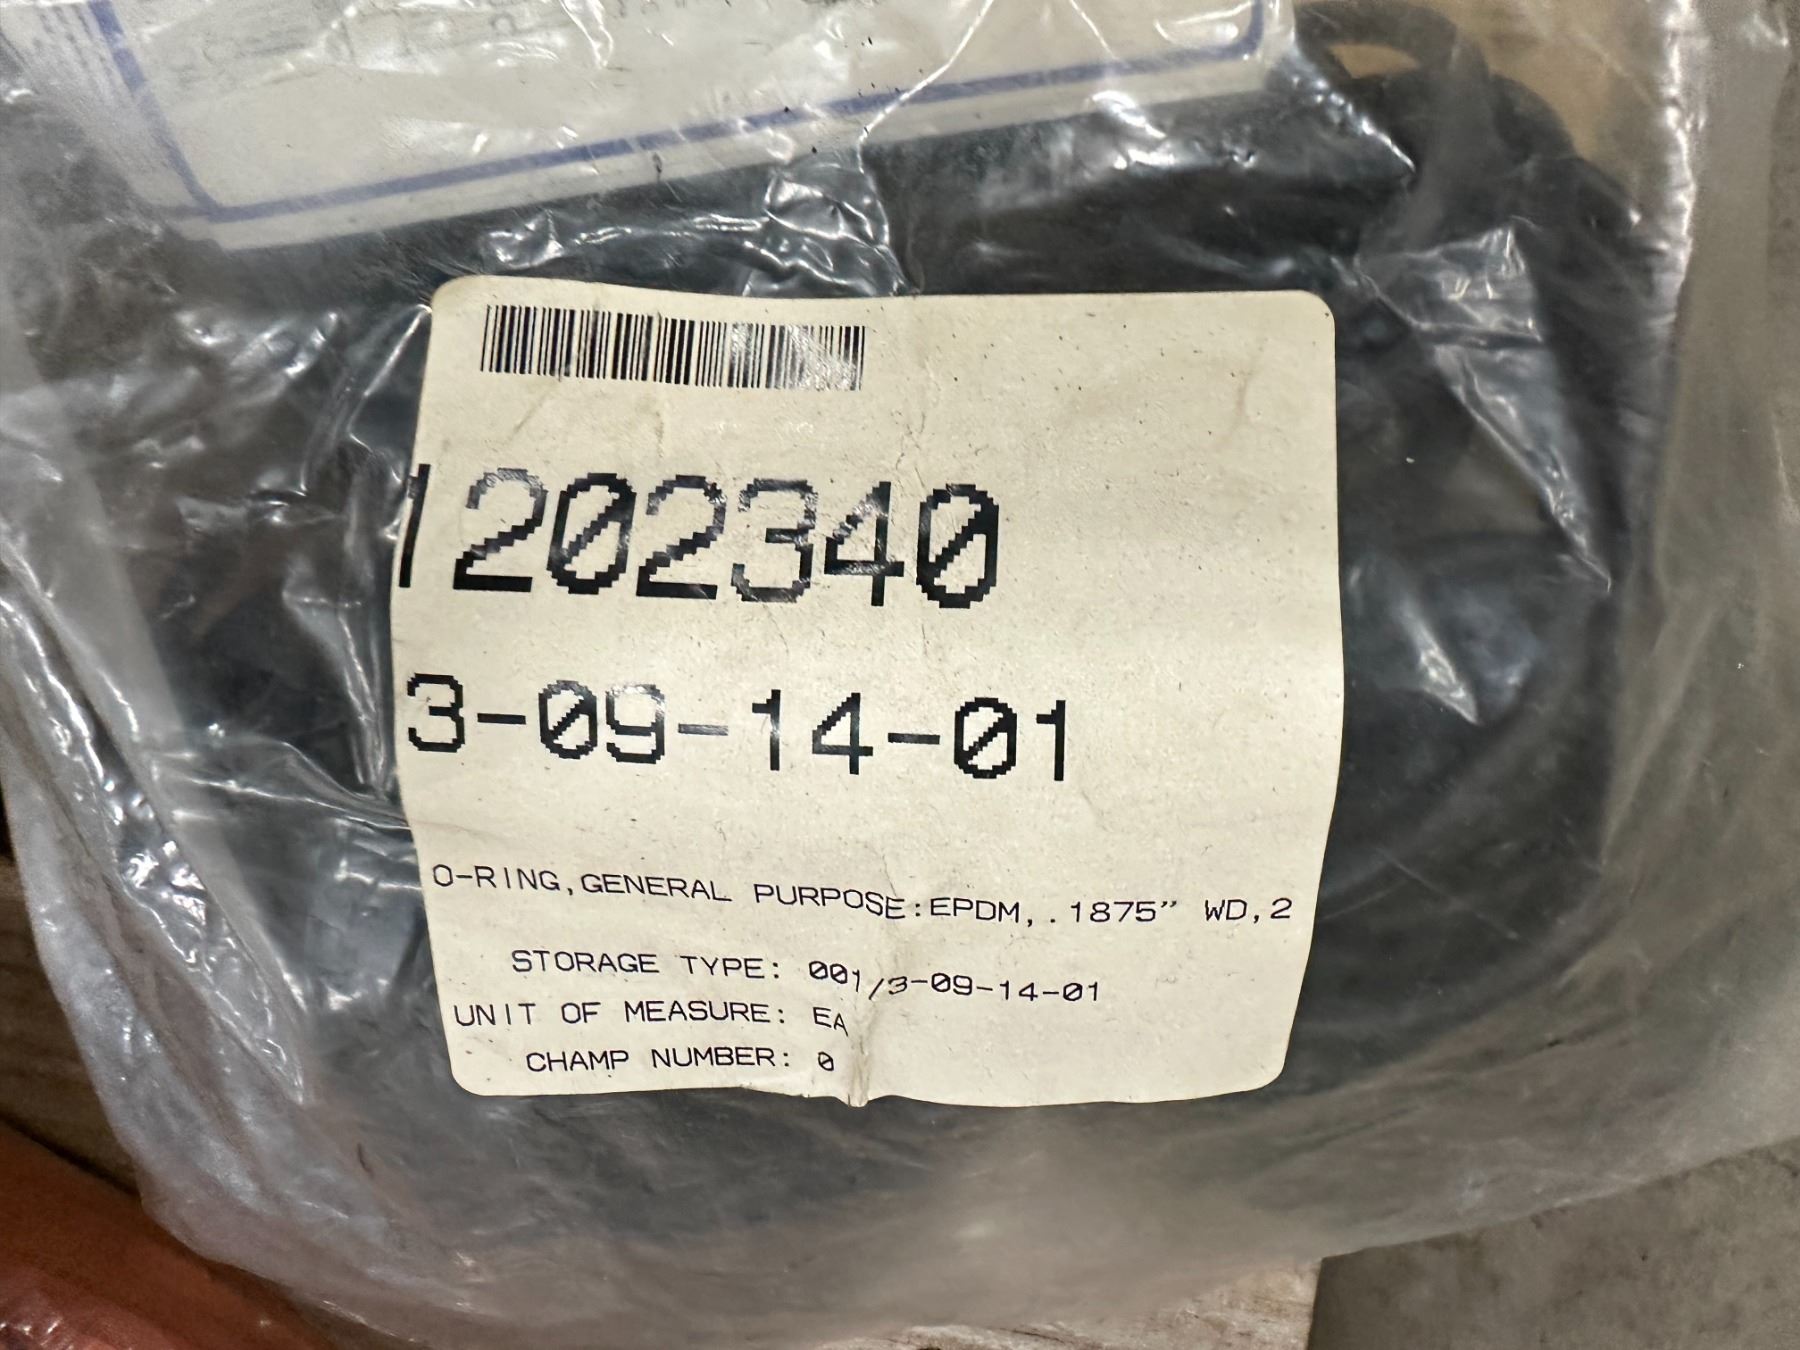 1202340
3-09-14-01
O-RING,GENERAL PURPOSE:EPDM,.1875” WD,2
STORAGE TYPE: 001/3-09-14-01
UNIT OF MEASURE: EA
CHAMP NUMBER: 0